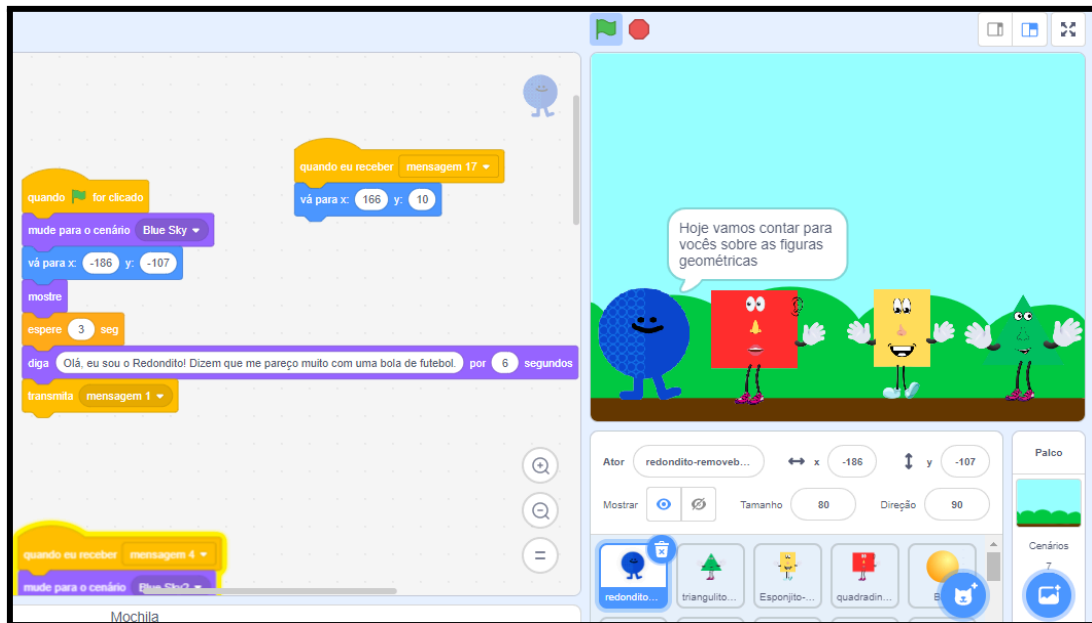 quando for clicado
mude para o cenário Blue Sky
vá para x: -186 y: -107
mostre
espere 3 seg
diga Olá, eu sou o Redondito! Dizem que me pareço muito com uma bola de futebol. por 6 segundos
transmita mensagem 1
quando eu receber mensagem 17
vá para x: 166 y: 10
quando eu receber mensagem 4
mude para o cenário Blue Sky2
Mochila
Hoje vamos contar para
vocês sobre as figuras
geométricas
Ator redondito-removeb... x -186 y -107
Mostrar Tamanho 80 Direção 90
redondito...
triangulito...
Esponjito-...
quadradin...
B
Palco
Cenários
7